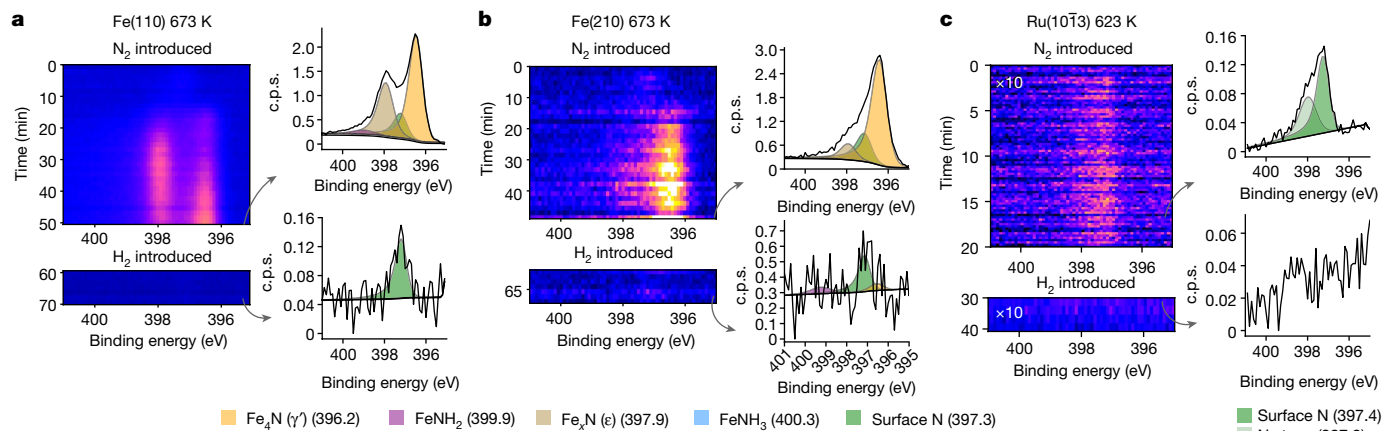 a
Fe(110) 673 K
N₂ introduced
0
10
20
30
40
50
Time (min)
400
398
396
H₂ introduced
60
70
400
398
396
Binding energy (eV)
2.0
1.5
1.0
0.5
0
c.p.s.
400
398
396
Binding energy (eV)
0.16
0.12
0.08
0.04
0
c.p.s.
400
398
396
Binding energy (eV)
b
Fe(210) 673 K
N₂ introduced
0
10
20
30
40
Time (min)
400
398
396
H₂ introduced
65
400
398
396
Binding energy (eV)
3.0
2.4
1.8
1.2
0.6
0
c.p.s.
400
398
396
Binding energy (eV)
0.7
0.6
0.5
0.4
0.3
0.2
0.1
0
c.p.s.
401
400
399
398
397
396
395
Binding energy (eV)
c
Ru(101̄3) 623 K
N₂ introduced
×10
0
5
10
15
20
Time (min)
400
398
396
H₂ introduced
×10
30
40
400
398
396
Binding energy (eV)
0.16
0.12
0.08
0.04
0
c.p.s.
400
398
396
Binding energy (eV)
0.06
0.04
0.02
0
c.p.s.
400
398
396
Binding energy (eV)
Fe₄N (γ′) (396.2)
FeNH₂ (399.9)
FeₓN (ε) (397.9)
FeNH₃ (400.3)
Surface N (397.3)
Surface N (397.4)